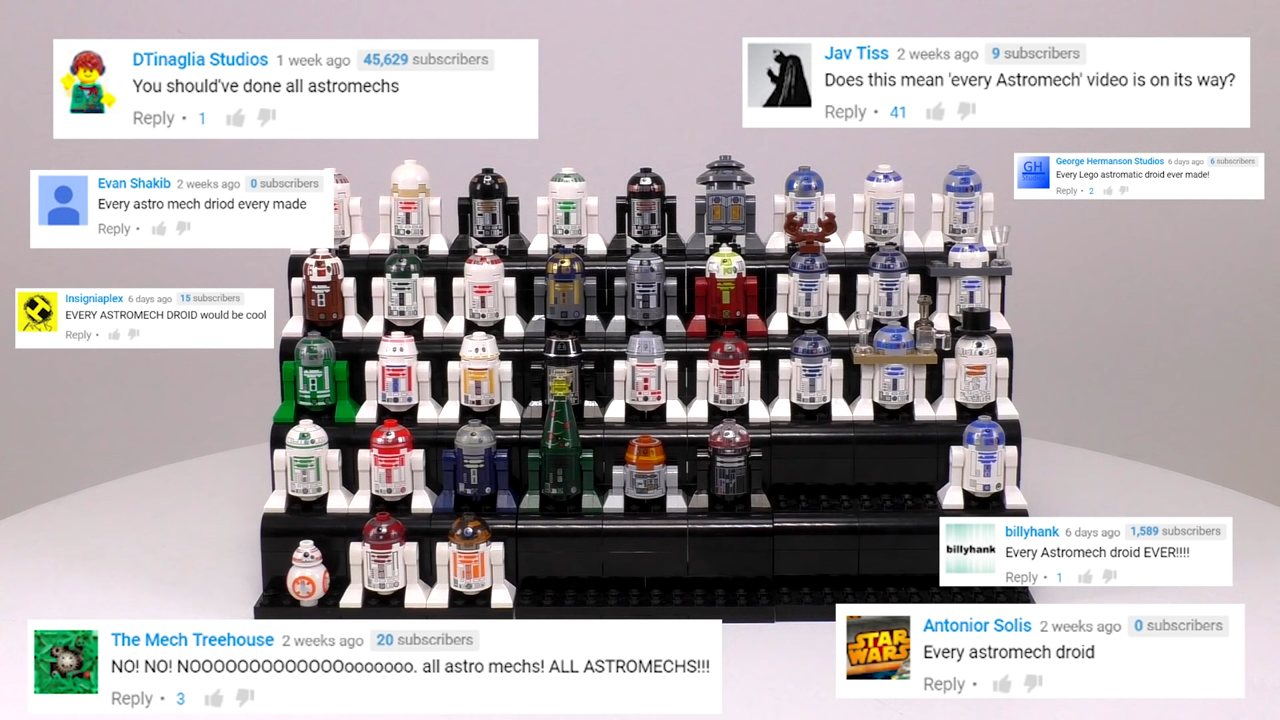 DTinaglia Studios 1 week ago 45,629 subscribers
You should've done all astromechs
Reply • 1
Jav Tiss 2 weeks ago 9 subscribers
Does this mean 'every Astromech' video is on its way?
Reply • 41
George Hermanson Studios 6 days ago 6 subscribers
Every Lego astromatic droid ever made!
Reply • 2
GH
Studios
Evan Shakib 2 weeks ago 0 subscribers
Every astro mech driod every made
Reply •
Insigniaplex 6 days ago 15 subscribers
EVERY ASTROMECH DROID would be cool
Reply •
billyhank 6 days ago 1,589 subscribers
billyhank
Every Astromech droid EVER!!!!
Reply • 1
The Mech Treehouse 2 weeks ago 20 subscribers
NO! NO! NOOOOOOOOOOOOOooooooo. all astro mechs! ALL ASTROMECHS!!!
Reply • 3
Antonior Solis 2 weeks ago 0 subscribers
STAR
WARS
Every astromech droid
Reply •